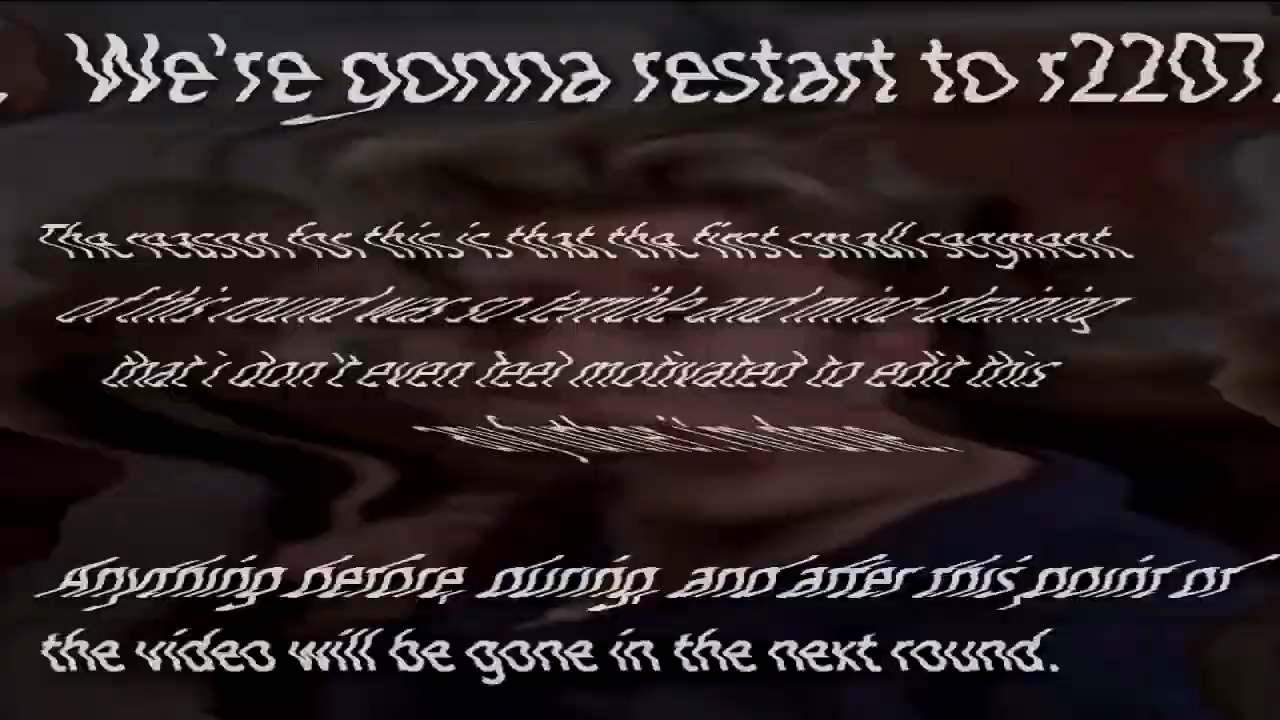 We're gonna restart to r2203.
The reason for this is that the first small segment
of this round was so terrible and mind-draining
that i don't even feel motivated to edit this
Anything before, during, and after this point of
the video will be gone in the next round.